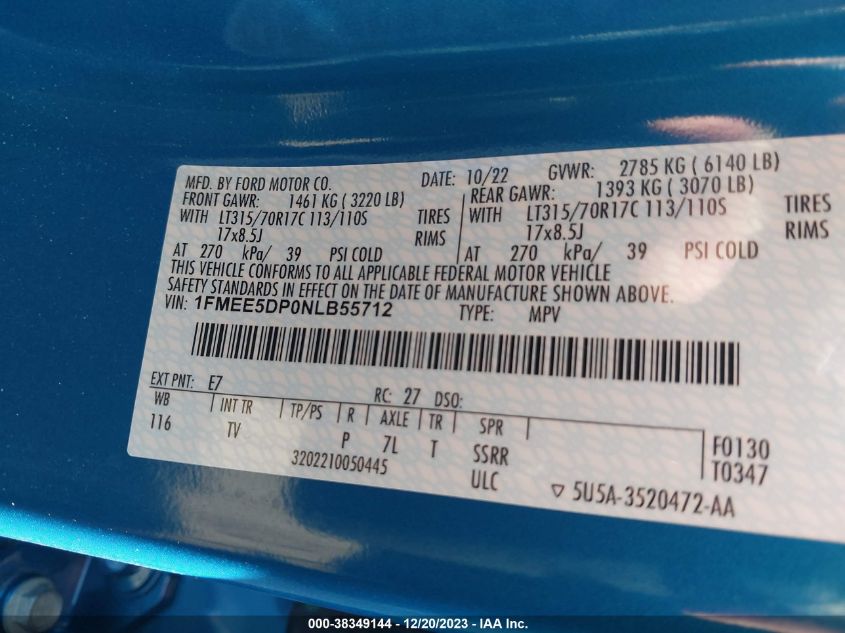 MFD. BY FORD MOTOR CO. DATE: 10/22 GVWR: 2785 KG ( 6140 LB)
FRONT GAWR: 1461 KG ( 3220 LB) REAR GAWR: 1393 KG ( 3070 LB)
WITH LT315/70R17C 113/110S TIRES WITH LT315/70R17C 113/110S TIRES
17x8.5J RIMS 17x8.5J RIMS
AT 270 kPa/ 39 PSI COLD AT 270 kPa/ 39 PSI COLD
THIS VEHICLE CONFORMS TO ALL APPLICABLE FEDERAL MOTOR VEHICLE
SAFETY STANDARDS IN EFFECT ON THE DATE OF MANUFACTURE SHOWN ABOVE.
VIN: 1FMEE5DP0NLB55712 TYPE: MPV
EXT PNT: E7 RC: 27 DSO:
WB INT TR TP/PS R AXLE TR SPR
116 TV P 7L T SSRR
F0130
T0347
3202210050445 ULC
▽ 5U5A-3520472-AA
000-38349144 - 12/20/2023 - IAA Inc.